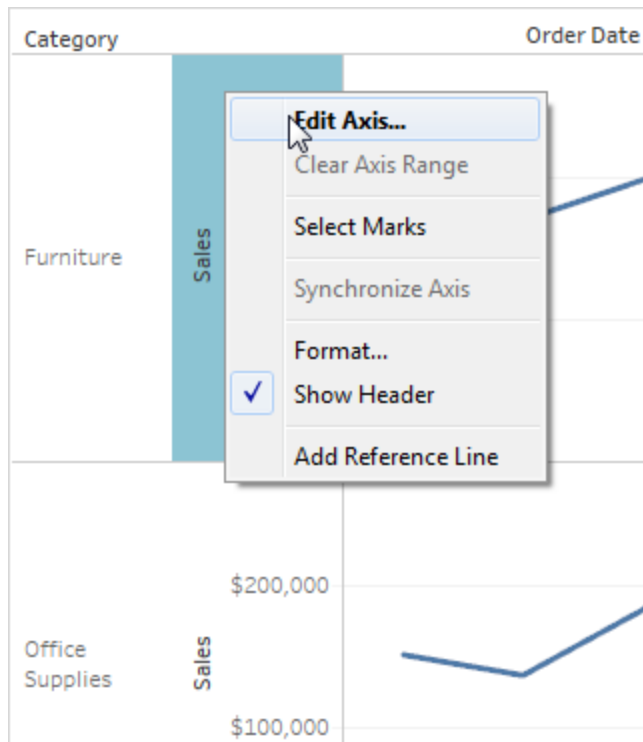 Category
Order Date
Edit Axis...
Clear Axis Range
Select Marks
Furniture
Sales
Synchronize Axis
Format...
Show Header
Add Reference Line
$200,000
Office
Supplies
Sales
$100,000